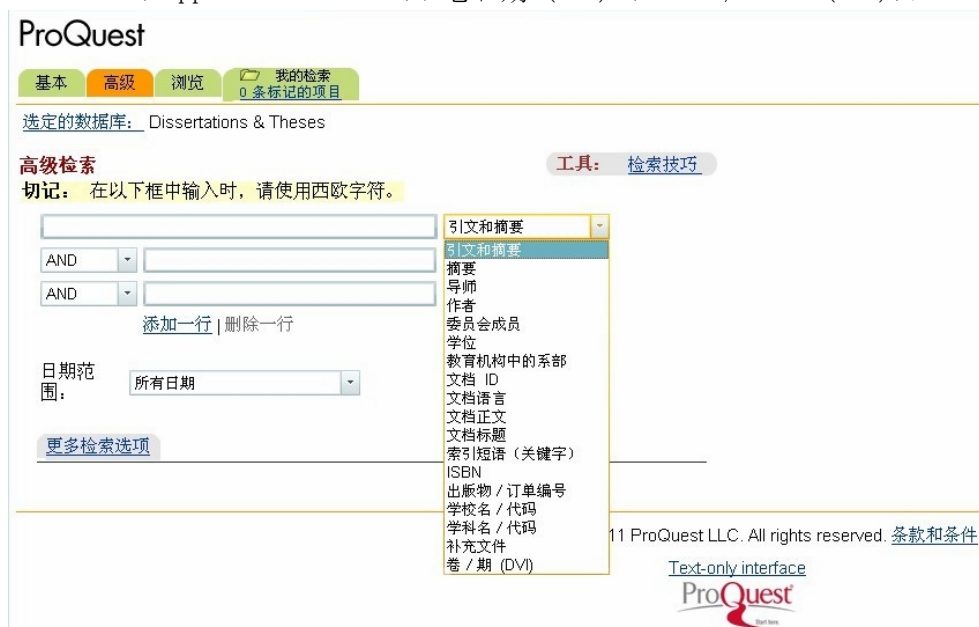 ProQuest
基本 高级 浏览 我的检索
0 条标记的项目
选定的数据库： Dissertations & Theses
高级检索 工具： 检索技巧
切记： 在以下框中输入时，请使用西欧字符。
引文和摘要
AND
AND
添加一行 | 删除一行
引文和摘要
摘要
导师
作者
委员会成员
学位
教育机构中的系部
文档 ID
文档语言
文档正文
文档标题
索引短语（关键字）
ISBN
出版物 / 订单编号
学校名 / 代码
学科名 / 代码
补充文件
卷 / 期 (DVI)
日期范围： 所有日期
更多检索选项
11 ProQuest LLC. All rights reserved. 条款和条件
Text-only interface
ProQuest
Start here.